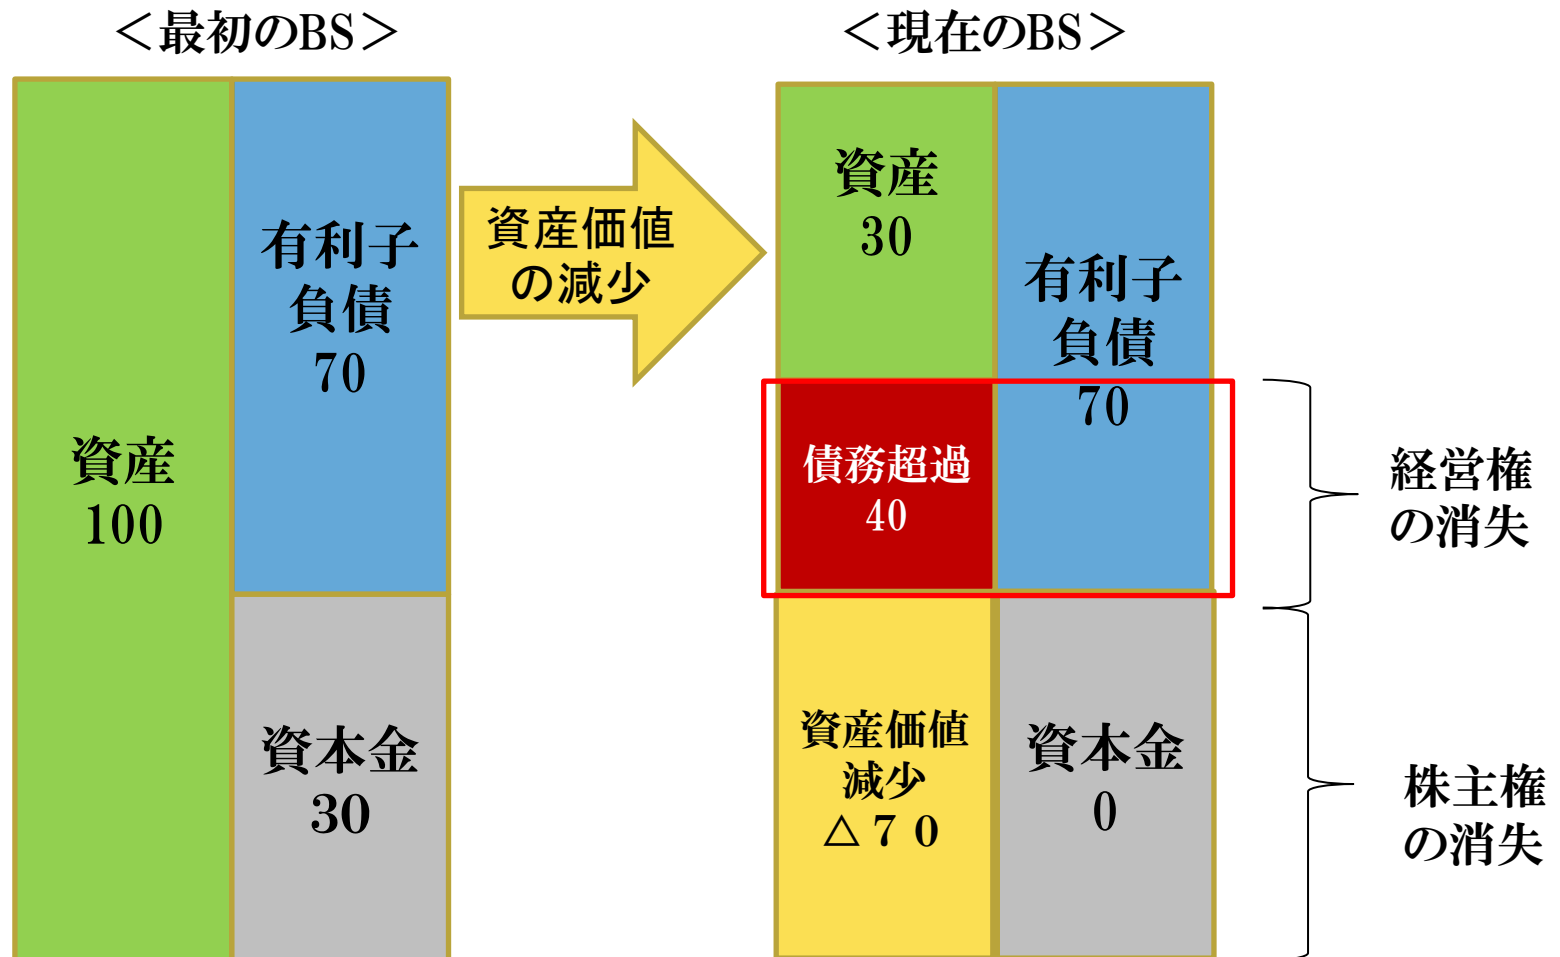 ＜最初のBS＞
資産
100
有利子
負債
70
資本金
30
資産価値
の減少
＜現在のBS＞
資産
30
有利子
負債
70
債務超過
40
資産価値
減少
△７０
資本金
0
経営権
の消失
株主権
の消失